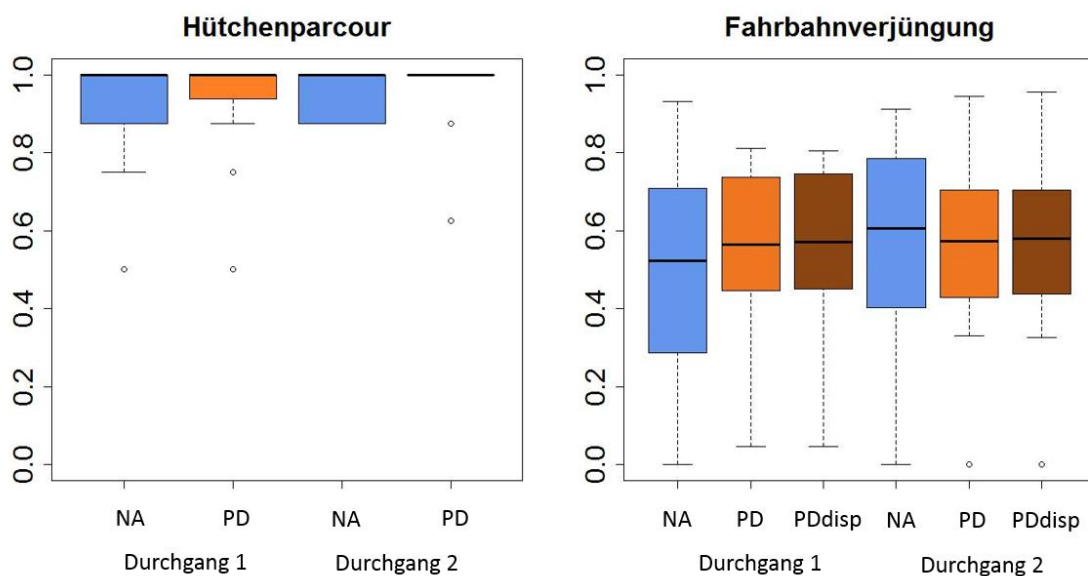 Hütchenparcour
1.0
0.8
0.6
0.4
0.2
0.0
NA PD NA PD
Durchgang 1 Durchgang 2
Fahrbahnverjüngung
1.0
0.8
0.6
0.4
0.2
0.0
NA PD PDdisp NA PD PDdisp
Durchgang 1 Durchgang 2